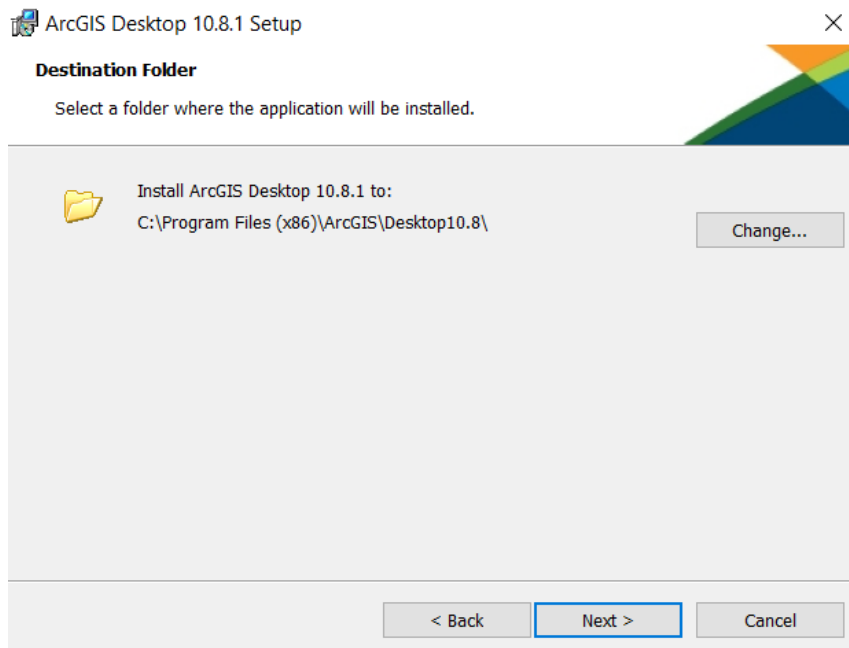 ArcGIS Desktop 10.8.1 Setup
Destination Folder
Select a folder where the application will be installed.
Install ArcGIS Desktop 10.8.1 to:
C:\Program Files (x86)\ArcGIS\Desktop10.8\
Change...
< Back
Next >
Cancel